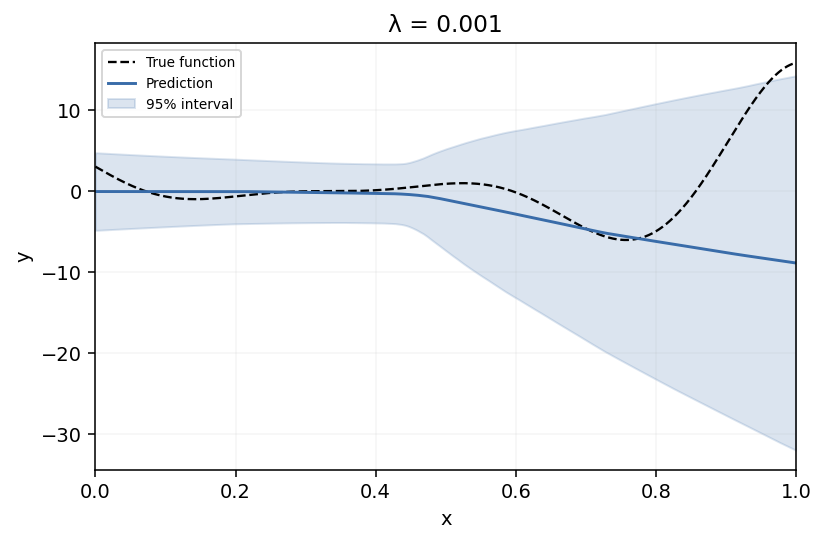 λ = 0.001
True function
Prediction
95% interval
10
0
−10
−20
−30
y
0.0 0.2 0.4 0.6 0.8 1.0
x